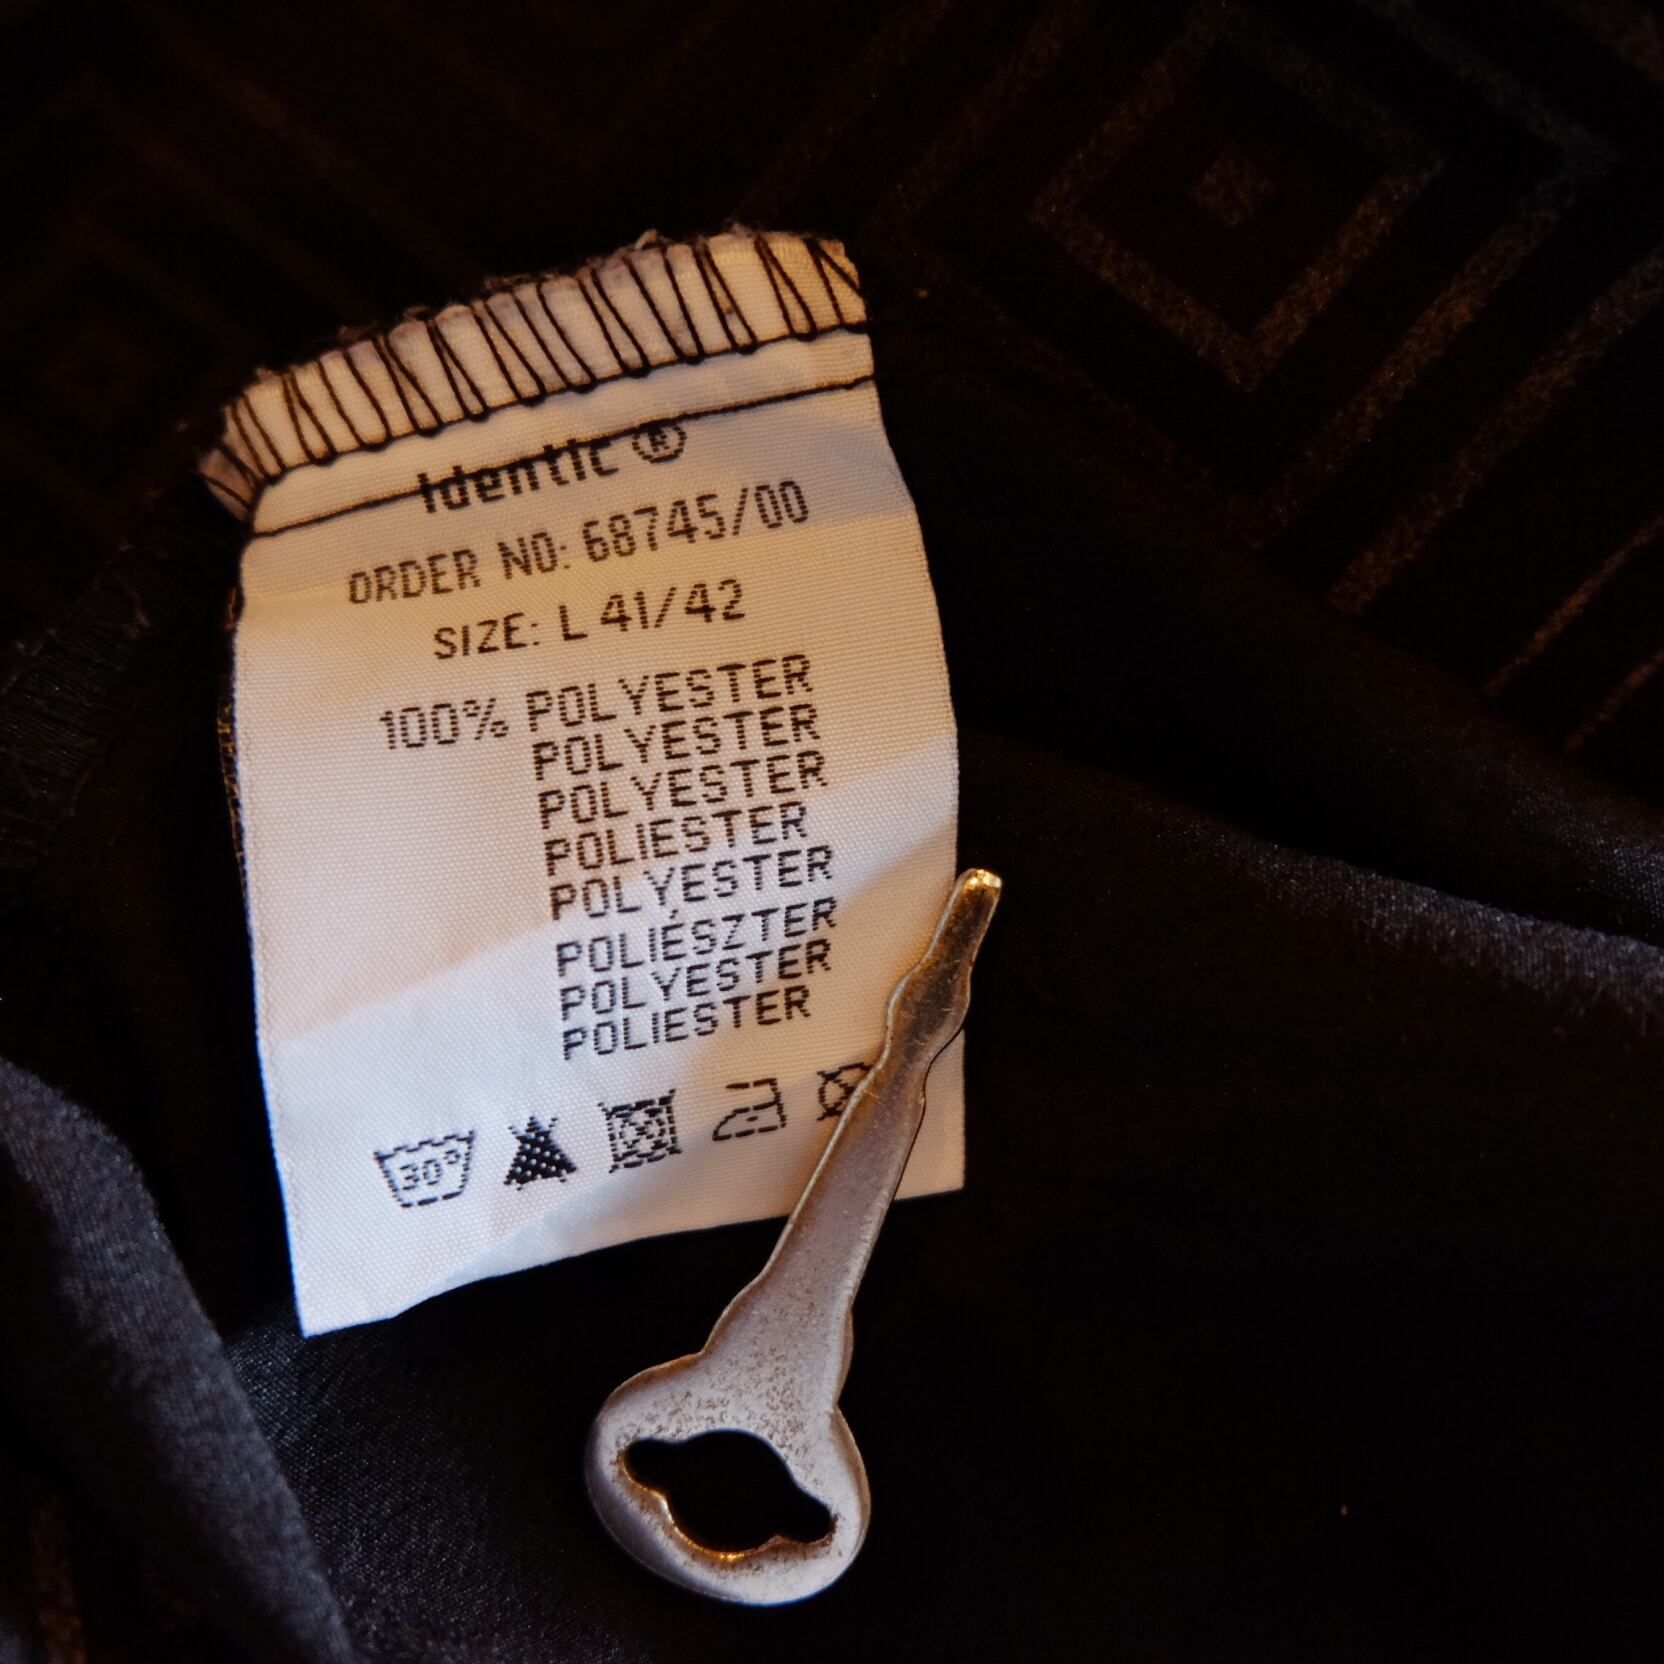 Identic ®
ORDER NO: 68745/00
SIZE: L 41/42
100% POLYESTER
POLYESTER
POLYESTER
POLIESTER
POLYESTER
POLIÉSZTER
POLYESTER
POLIESTER
30°